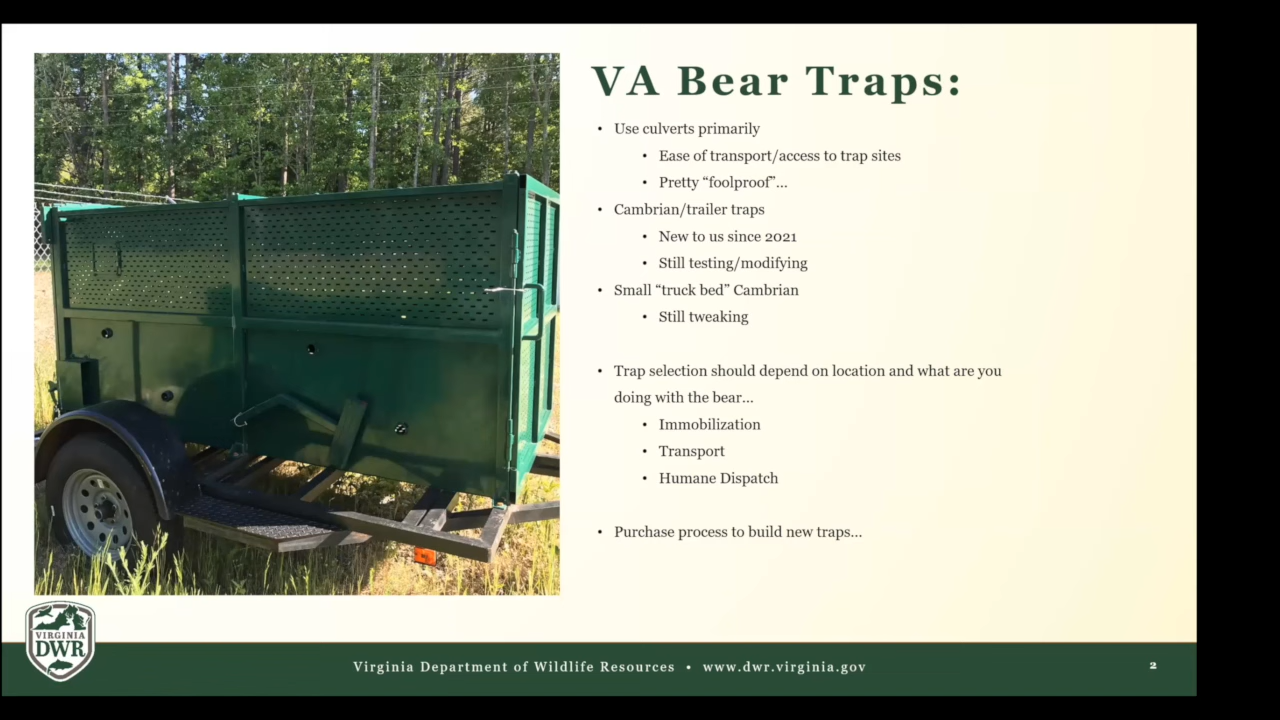 VA Bear Traps:
• Use culverts primarily
• Ease of transport/access to trap sites
• Pretty “foolproof”...
• Cambrian/trailer traps
• New to us since 2021
• Still testing/modifying
• Small “truck bed” Cambrian
• Still tweaking
• Trap selection should depend on location and what are you
doing with the bear...
• Immobilization
• Transport
• Humane Dispatch
• Purchase process to build new traps...
VIRGINIA
DWR
Virginia Department of Wildlife Resources • www.dwr.virginia.gov
2